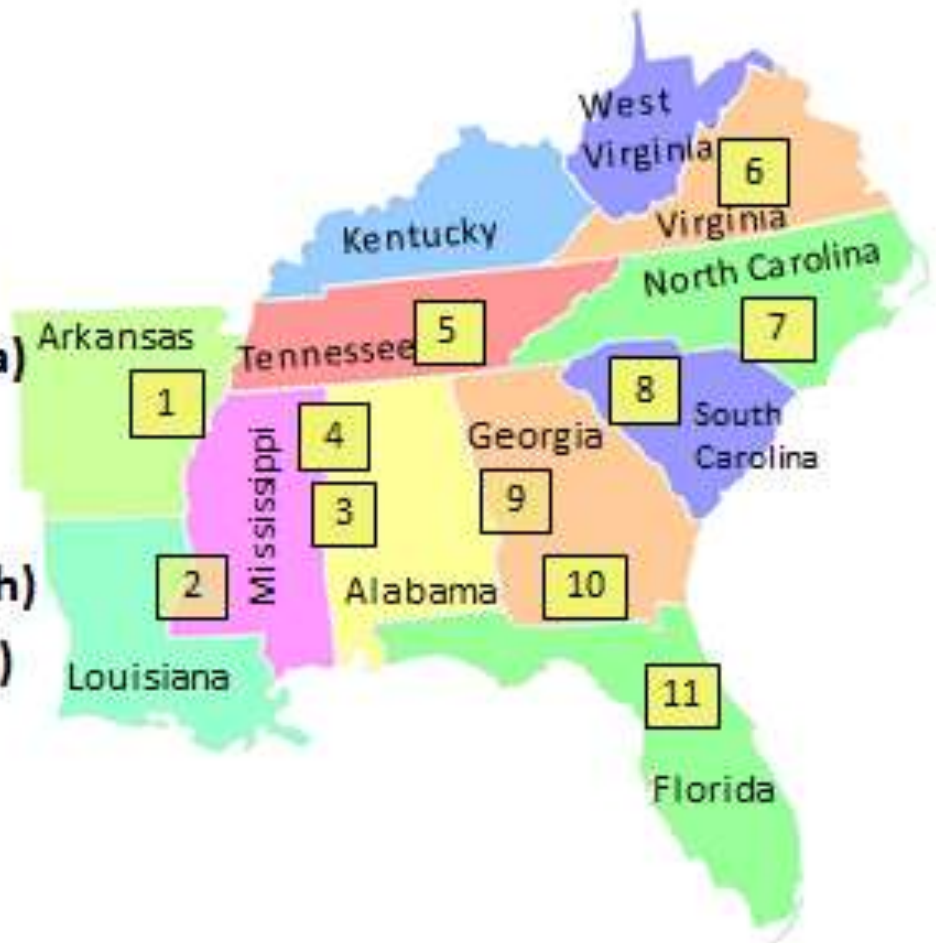 West
Virginia
6
Virginia
Kentucky
North Carolina
Arkansas
a)
5
7
Tennessee
1
8
South
Carolina
4
Georgia
Mississippi
3
9
2
h)
10
Alabama
)
Louisiana
11
Florida